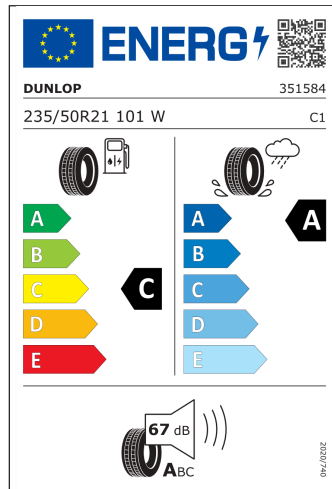 ENERG
DUNLOP 351584
235/50R21 101 W C1
A A A
B B
C C C
D D
E E
67 dB
ABC
2020/740